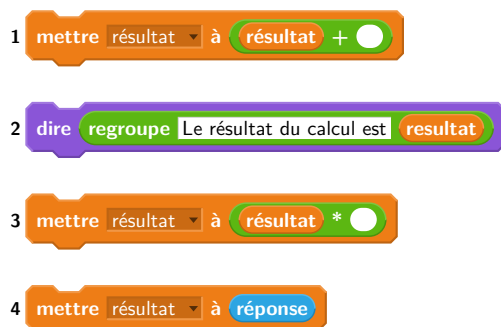 1 mettre résultat à résultat +
2 dire regroupe Le résultat du calcul est resultat
3 mettre résultat à résultat *
4 mettre résultat à réponse